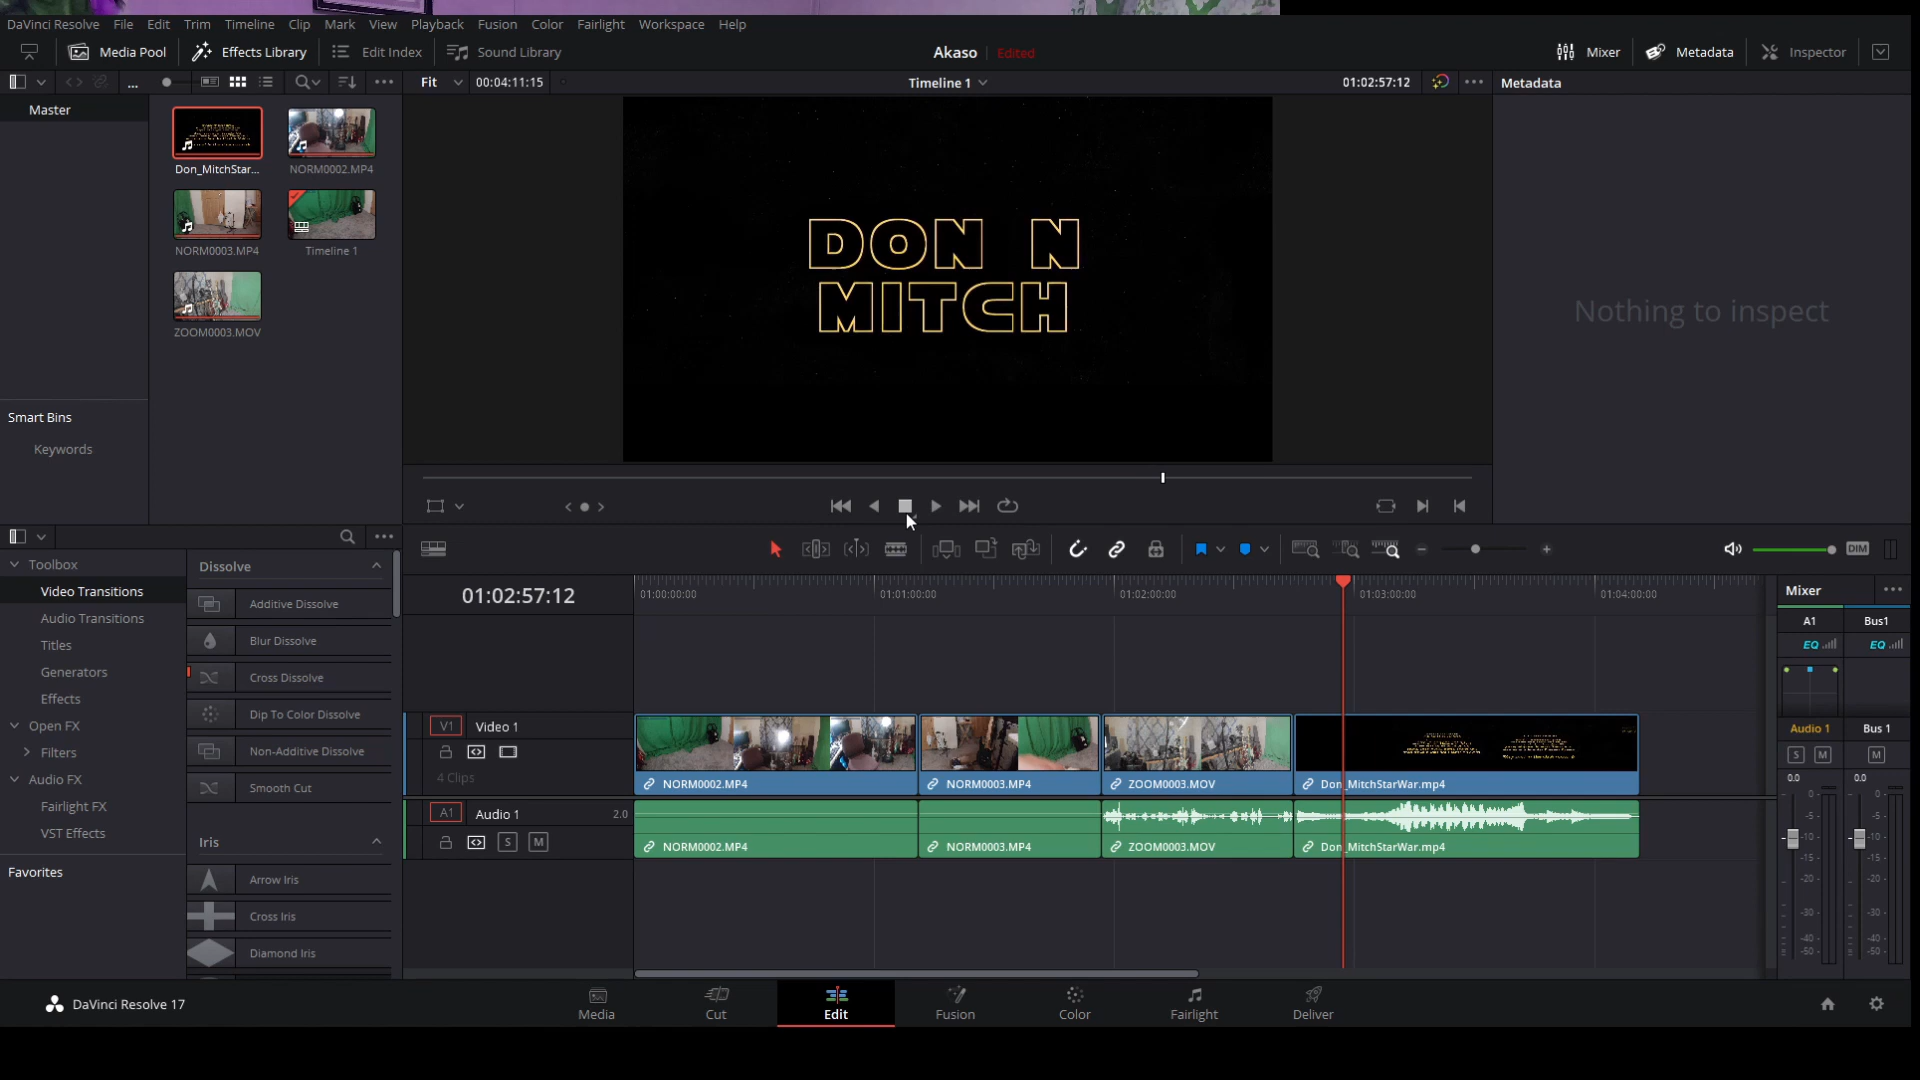 DaVinci Resolve File Edit Trim Timeline Clip Mark View Playback Fusion Color Fairlight Workspace Help
Media Pool Effects Library Edit Index Sound Library Akaso Edited Mixer Metadata Inspector
... Fit 00:04:11:15 Timeline 1 01:02:57:12 ... Metadata
Master
Don_MitchStar... NORM0002.MP4
NORM0003.MP4 Timeline 1
ZOOM0003.MOV
Smart Bins
Keywords
DON N
MITCH
Nothing to inspect
Toolbox
Video Transitions
Audio Transitions
Titles
Generators
Effects
Open FX
Filters
Audio FX
Fairlight FX
VST Effects
Favorites
Dissolve
Additive Dissolve
Blur Dissolve
Cross Dissolve
Dip To Color Dissolve
Non-Additive Dissolve
Smooth Cut
Iris
Arrow Iris
Cross Iris
Diamond Iris
DIM
01:02:57:12 01:00:00:00 01:01:00:00 01:02:00:00 01:03:00:00 01:04:00:00
V1 Video 1
4 Clips
NORM0002.MP4 NORM0003.MP4 ZOOM0003.MOV Don_MitchStarWar.mp4
A1 Audio 1 2.0
S M
NORM0002.MP4 NORM0003.MP4 ZOOM0003.MOV Don_MitchStarWar.mp4
Mixer
A1 Bus1
EQ EQ
Audio 1 Bus 1
S M M
0.0 0.0
0 0
-5 -5
-10 -10
-15 -15
-20 -20
-30 -30
-40 -40
-50 -50
DaVinci Resolve 17 Media Cut Edit Fusion Color Fairlight Deliver